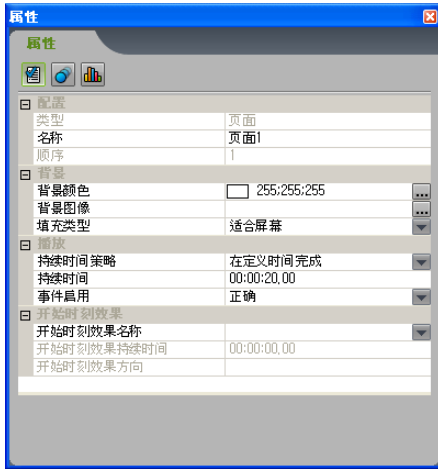 属性
属性
配置
类型 页面
名称 页面1
顺序 1
背景
背景颜色 255;255;255 ...
背景图像 ...
填充类型 适合屏幕
播放
持续时间策略 在定义时间完成
持续时间 00:00:20,00
事件启用 正确
开始时刻效果
开始时刻效果名称
开始时刻效果持续时间 00:00:00,00
开始时刻效果方向